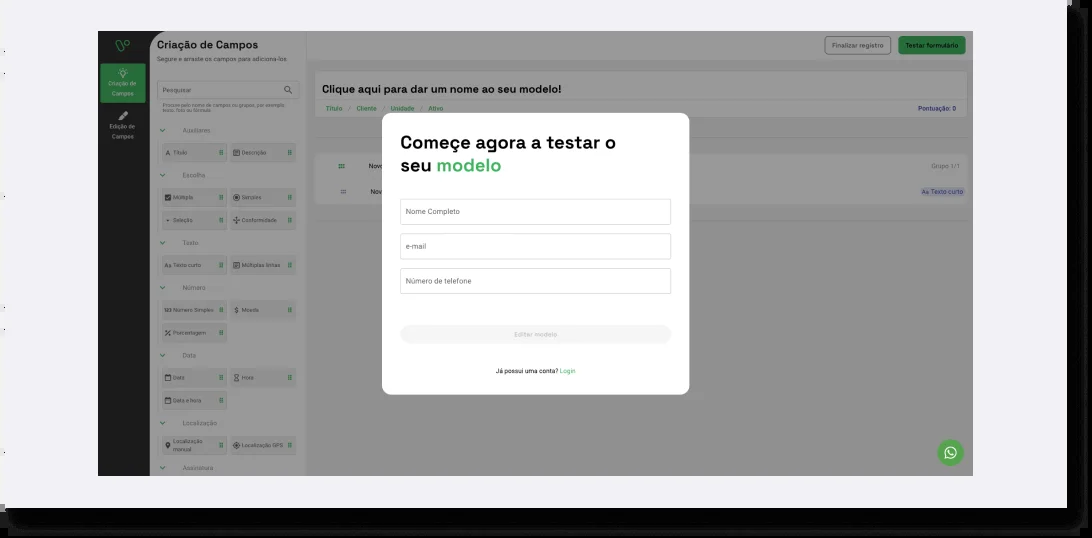 Criação de Campos
Segure e arraste os campos para adiciona-los
Finalizar registro
Testar formulário
Criação de
Campos
Edição de
Campos
Pesquisar
Procure pelo nome de campos ou grupos, por exemplo:
texto, foto ou fórmula
Clique aqui para dar um nome ao seu modelo!
Título / Cliente / Unidade / Ativo
Pontuação: 0
Auxiliares
Título
Descrição
Escolha
Múltipla
Simples
Seleção
Conformidade
Texto
Aa Texto curto
Múltiplas linhas
Número
123 Número Simples
$ Moeda
Porcentagem
Data
Data
Hora
Data e hora
Localização
Localização
manual
Localização GPS
Assinatura
Grupo 1/1
Aa Texto curto
Começe agora a testar o
seu modelo
Nome Completo
e-mail
Número de telefone
Editar modelo
Já possui uma conta? Login